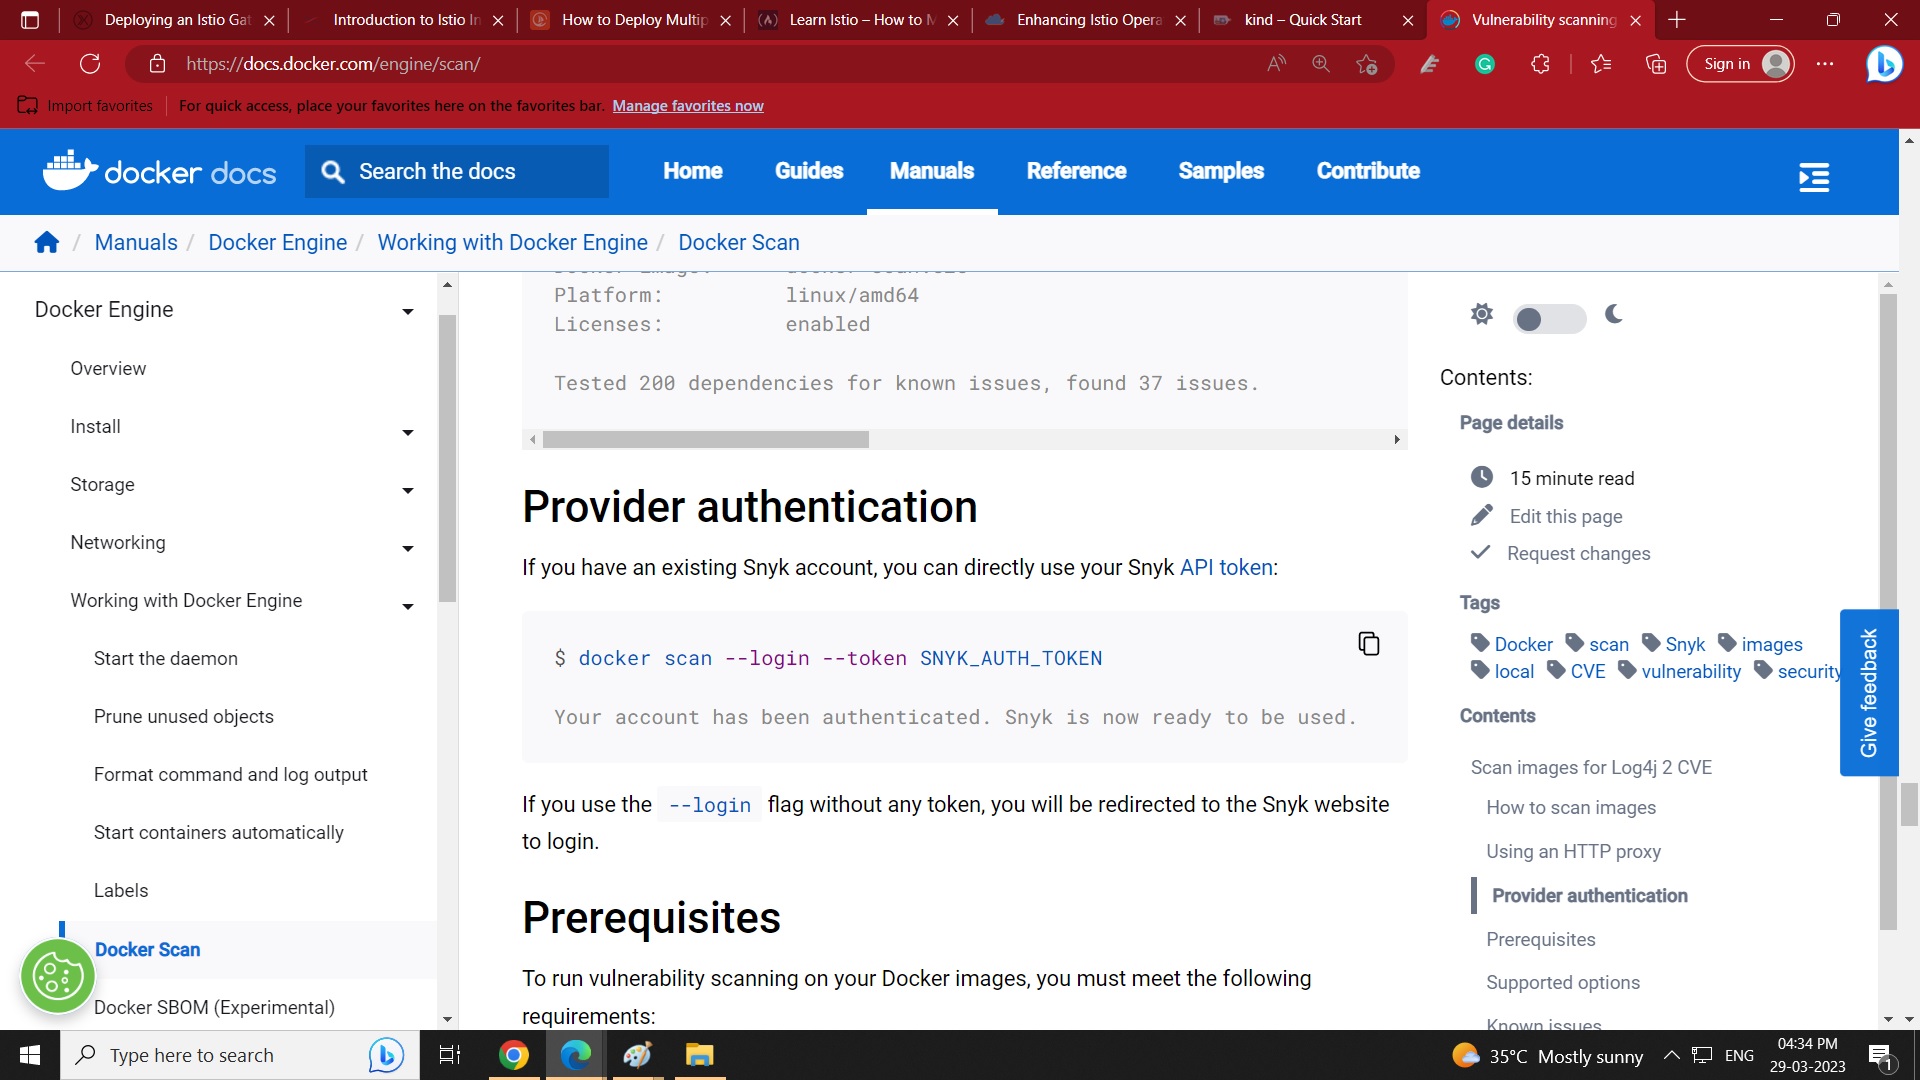 Deploying an Istio Gat
Introduction to Istio In
How to Deploy Multip
Learn Istio – How to M
Enhancing Istio Opera
kind – Quick Start
Vulnerability scanning
https://docs.docker.com/engine/scan/
Sign in
Import favorites
For quick access, place your favorites here on the favorites bar. Manage favorites now
docker docs
Search the docs
Home
Guides
Manuals
Reference
Samples
Contribute
Manuals / Docker Engine / Working with Docker Engine / Docker Scan
Docker Engine
Overview
Install
Storage
Networking
Working with Docker Engine
Start the daemon
Prune unused objects
Format command and log output
Start containers automatically
Labels
Docker Scan
Docker SBOM (Experimental)
Platform: linux/amd64
Licenses: enabled
Tested 200 dependencies for known issues, found 37 issues.
Provider authentication
If you have an existing Snyk account, you can directly use your Snyk API token:
$ docker scan --login --token SNYK_AUTH_TOKEN
Your account has been authenticated. Snyk is now ready to be used.
If you use the --login flag without any token, you will be redirected to the Snyk website
to login.
Prerequisites
To run vulnerability scanning on your Docker images, you must meet the following
requirements:
Contents:
Page details
15 minute read
Edit this page
Request changes
Tags
Docker scan Snyk images
local CVE vulnerability security
Contents
Scan images for Log4j 2 CVE
How to scan images
Using an HTTP proxy
Provider authentication
Prerequisites
Supported options
Known issues
Give feedback
Type here to search
35°C Mostly sunny
ENG
04:34 PM
29-03-2023
1